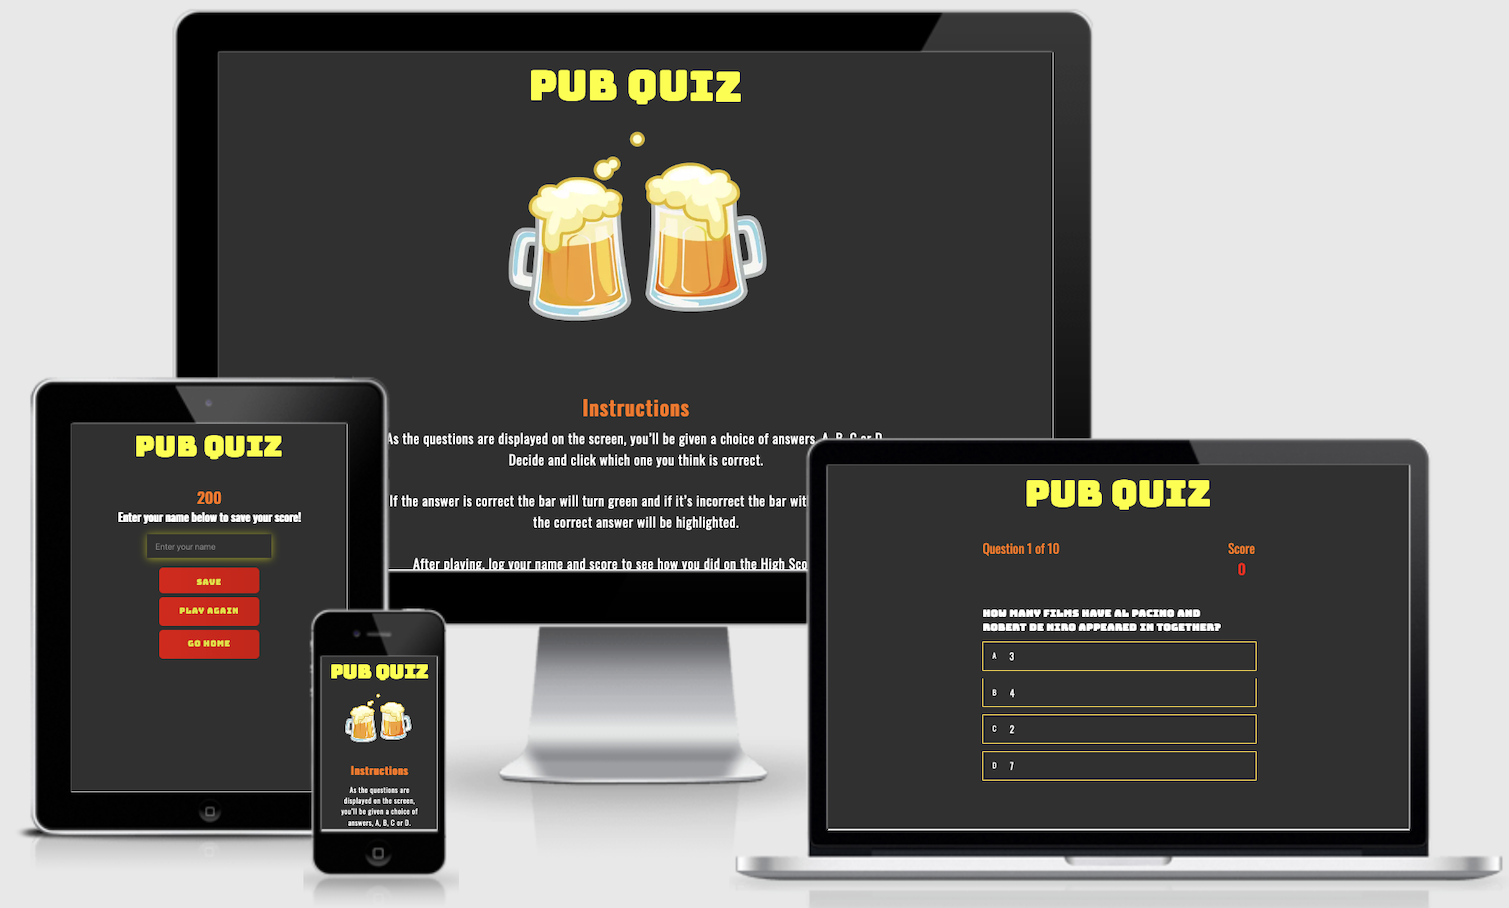 PUB QUIZ
Instructions
As the questions are displayed on the screen, you'll be given a choice of answers, A, B, C or D.
Decide and click which one you think is correct.
If the answer is correct the bar will turn green and if it's incorrect the bar with
the correct answer will be highlighted.
After playing, log your name and score to see how you did on the High Sco
PUB QUIZ
200
Enter your name below to save your score!
Enter your name
SAVE
PLAY AGAIN
GO HOME
PUB QUIZ
Instructions
As the questions are
displayed on the screen,
you'll be given a choice of
answers, A, B, C or D.
PUB QUIZ
Question 1 of 10
Score
0
HOW MANY FILMS HAVE AL PACINO AND
ROBERT DE NIRO APPEARED IN TOGETHER?
A 3
B 4
C 2
D 7